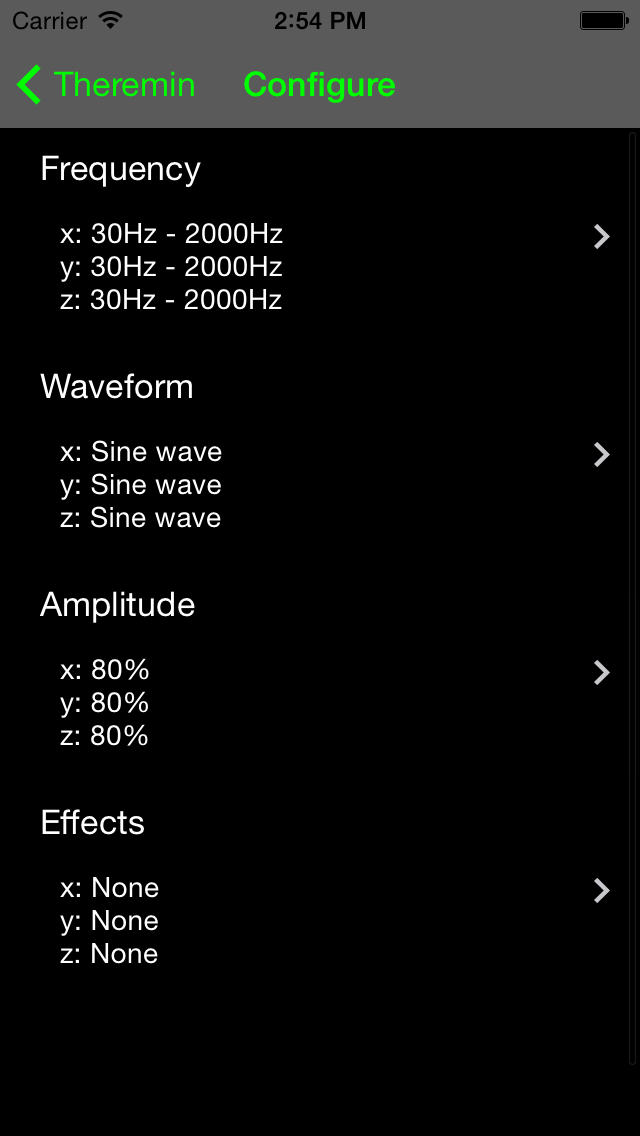 Carrier 2:54 PM
Theremin Configure
Frequency
x: 30Hz - 2000Hz
y: 30Hz - 2000Hz
z: 30Hz - 2000Hz
Waveform
x: Sine wave
y: Sine wave
z: Sine wave
Amplitude
x: 80%
y: 80%
z: 80%
Effects
x: None
y: None
z: None